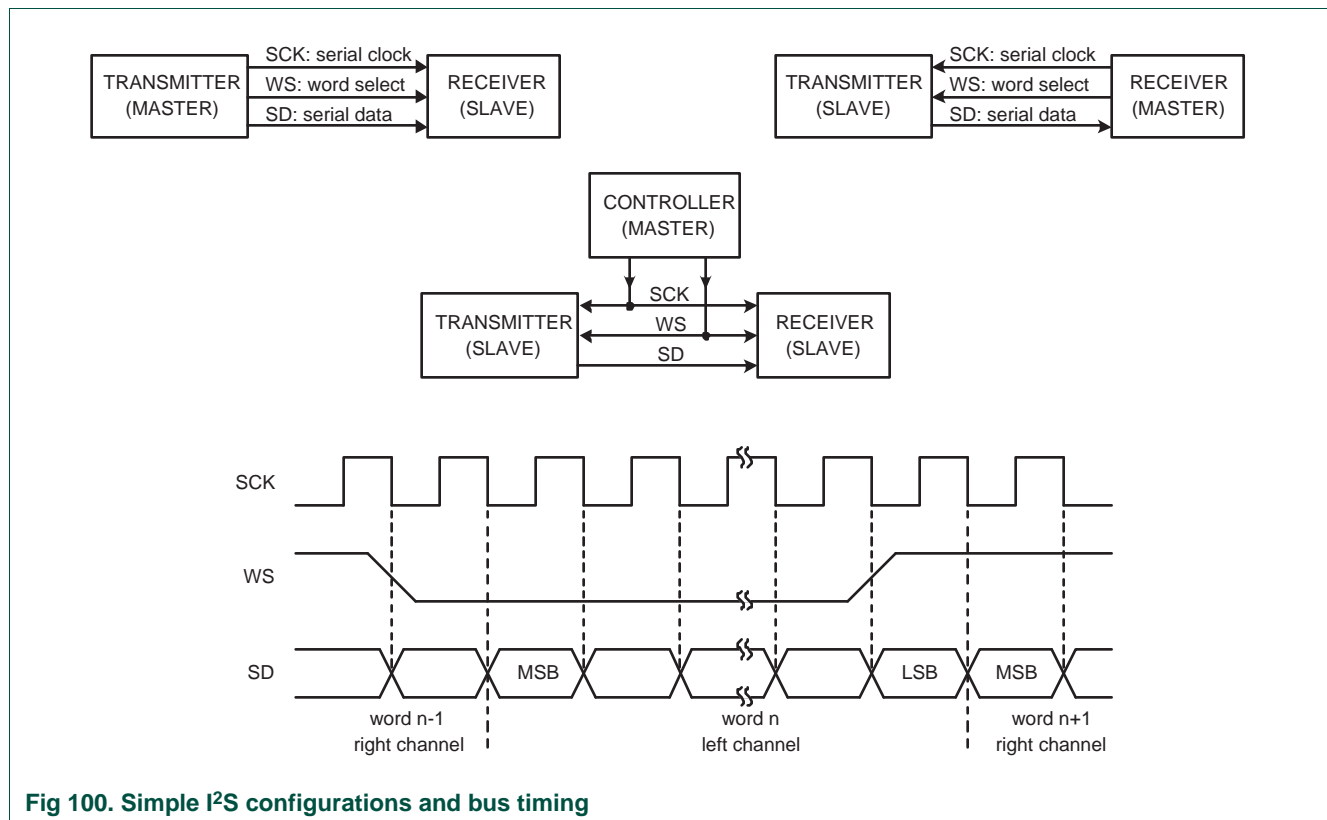 TRANSMITTER
(MASTER)
SCK: serial clock
WS: word select
SD: serial data
RECEIVER
(SLAVE)
TRANSMITTER
(SLAVE)
SCK: serial clock
WS: word select
SD: serial data
RECEIVER
(MASTER)
CONTROLLER
(MASTER)
TRANSMITTER
(SLAVE)
SCK
WS
SD
RECEIVER
(SLAVE)
SCK
WS
SD
MSB
LSB
MSB
word n-1
right channel
word n
left channel
word n+1
right channel
Fig 100. Simple I²S configurations and bus timing